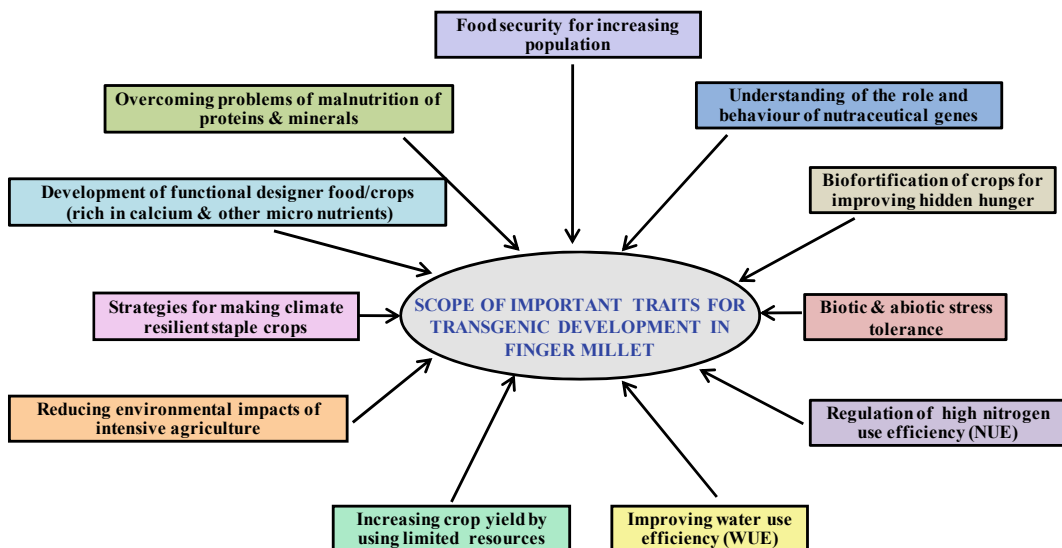 Food security for increasing
population
Overcoming problems of malnutrition of
proteins & minerals
Understanding of the role and
behaviour of nutraceutical genes
Development of functional designer food/crops
(rich in calcium & other micro nutrients)
Biofortification of crops for
improving hidden hunger
Strategies for making climate
resilient staple crops
SCOPE OF IMPORTANT TRAITS FOR
TRANSGENIC DEVELOPMENT IN
FINGER MILLET
Biotic & abiotic stress
tolerance
Reducing environmental impacts of
intensive agriculture
Regulation of high nitrogen
use efficiency (NUE)
Increasing crop yield by
using limited resources
Improving water use
efficiency (WUE)